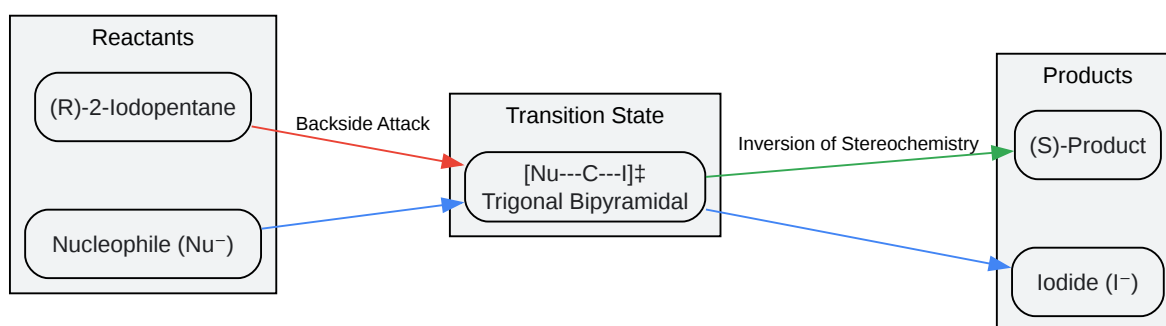 Reactants
(R)-2-Iodopentane
Nucleophile (Nu⁻)
Backside Attack
Transition State
[Nu---C---I]‡
Trigonal Bipyramidal
Inversion of Stereochemistry
Products
(S)-Product
Iodide (I⁻)